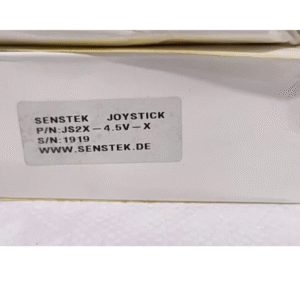 SENSTEK JOYSTICK
P/N:JS2X-4.5V-X
S/N:1919
WWW.SENSTEK.DE